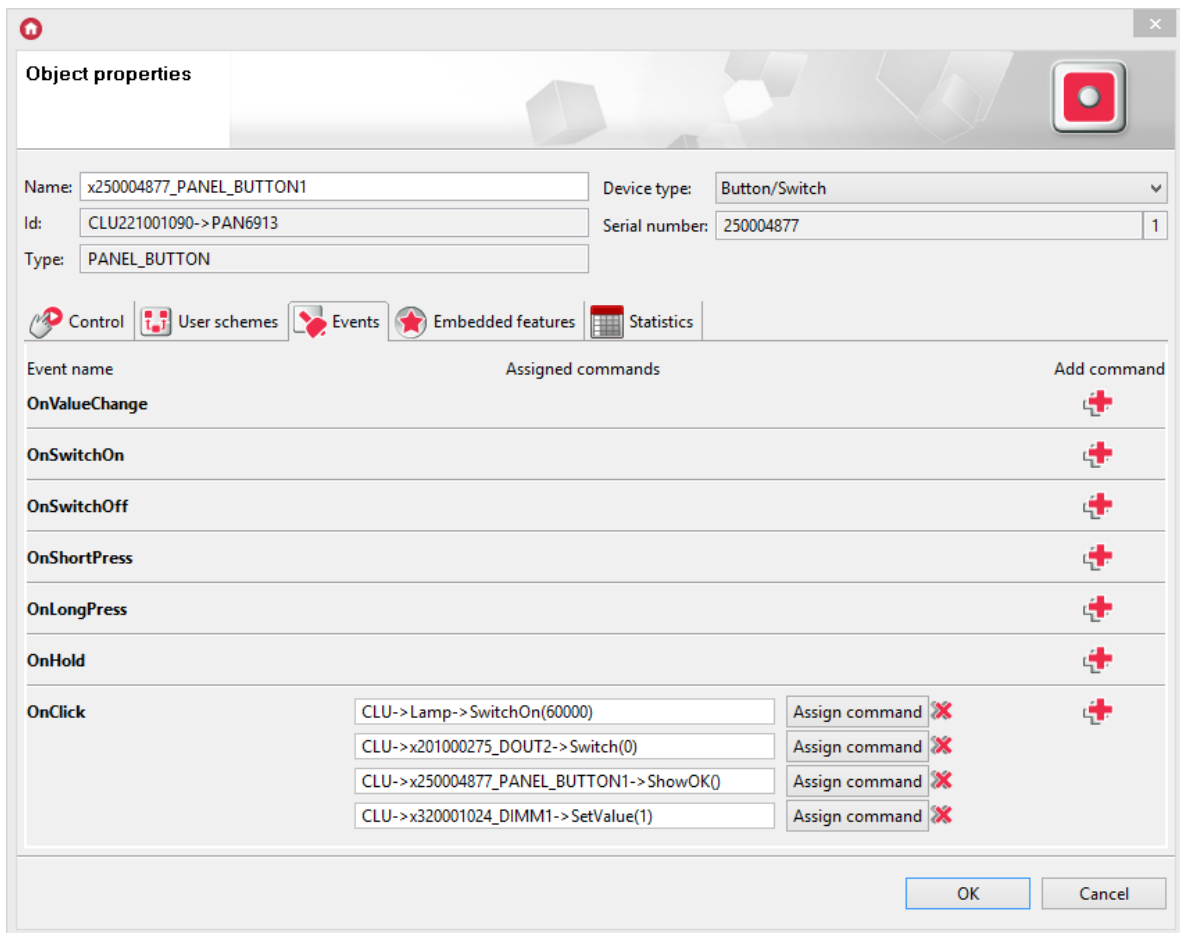 Object properties
Name: x250004877_PANEL_BUTTON1 Device type: Button/Switch
Id: CLU221001090->PAN6913 Serial number: 250004877 1
Type: PANEL_BUTTON
Control User schemes Events Embedded features Statistics
Event name Assigned commands Add command
OnValueChange
OnSwitchOn
OnSwitchOff
OnShortPress
OnLongPress
OnHold
OnClick CLU->Lamp->SwitchOn(60000) Assign command
CLU->x201000275_DOUT2->Switch(0) Assign command
CLU->x250004877_PANEL_BUTTON1->ShowOK() Assign command
CLU->x320001024_DIMM1->SetValue(1) Assign command
OK Cancel